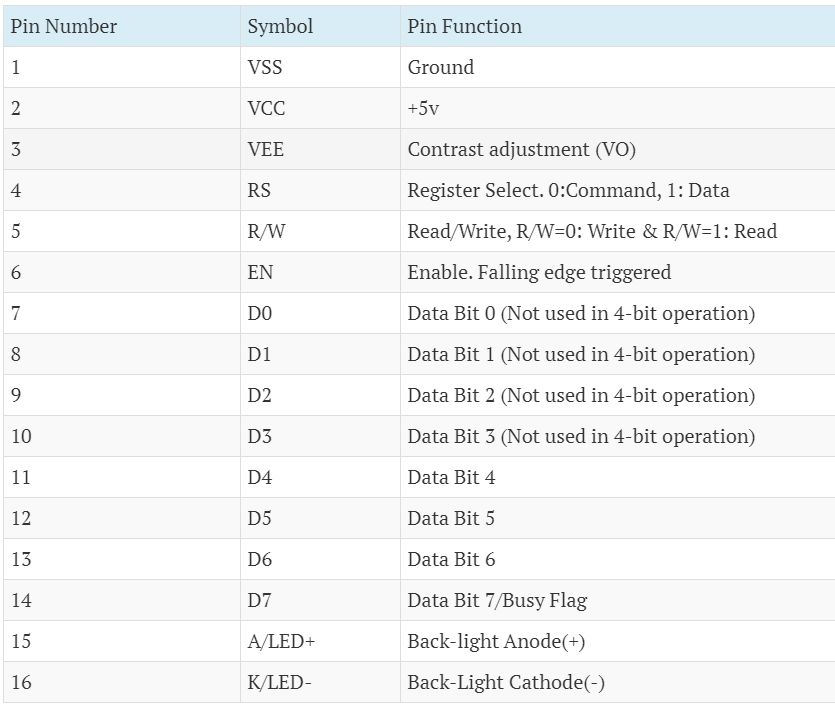 Pin Number Symbol Pin Function
1 VSS Ground
2 VCC +5v
3 VEE Contrast adjustment (VO)
4 RS Register Select. 0:Command, 1: Data
5 R/W Read/Write, R/W=0: Write & R/W=1: Read
6 EN Enable. Falling edge triggered
7 D0 Data Bit 0 (Not used in 4-bit operation)
8 D1 Data Bit 1 (Not used in 4-bit operation)
9 D2 Data Bit 2 (Not used in 4-bit operation)
10 D3 Data Bit 3 (Not used in 4-bit operation)
11 D4 Data Bit 4
12 D5 Data Bit 5
13 D6 Data Bit 6
14 D7 Data Bit 7/Busy Flag
15 A/LED+ Back-light Anode(+)
16 K/LED- Back-Light Cathode(-)